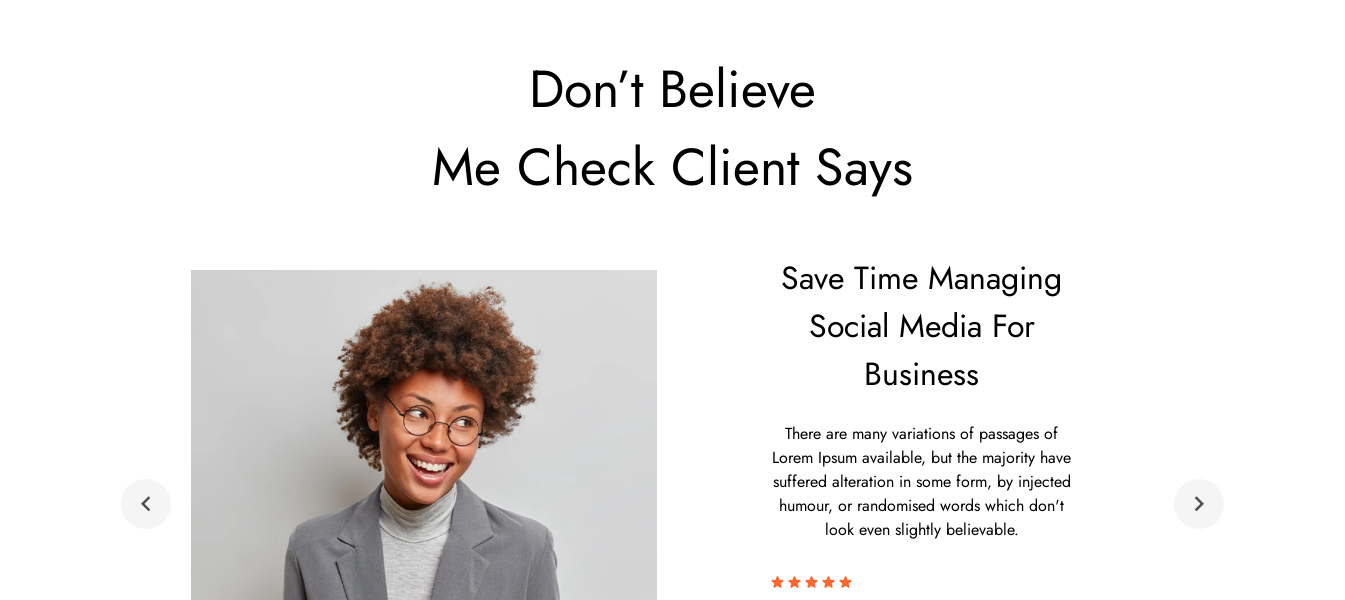 Don’t Believe
Me Check Client Says
Save Time Managing
Social Media For
Business
There are many variations of passages of
Lorem Ipsum available, but the majority have
suffered alteration in some form, by injected
humour, or randomised words which don't
look even slightly believable.